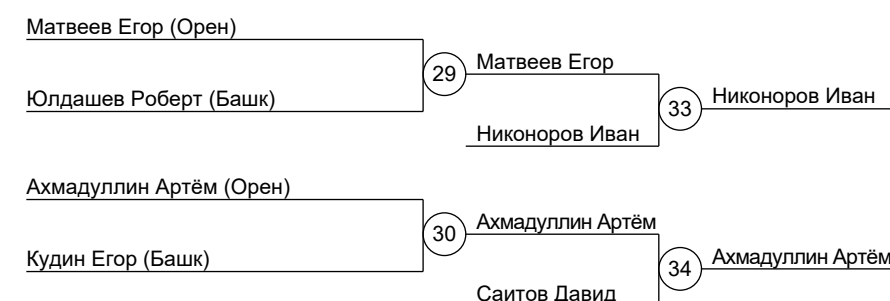 Матвеев Егор (Орен)
29
Матвеев Егор
Юлдашев Роберт (Башк)
33
Никоноров Иван
Никоноров Иван
Ахмадуллин Артём (Орен)
30
Ахмадуллин Артём
Кудин Егор (Башк)
34
Ахмадуллин Артём
Саитов Давид